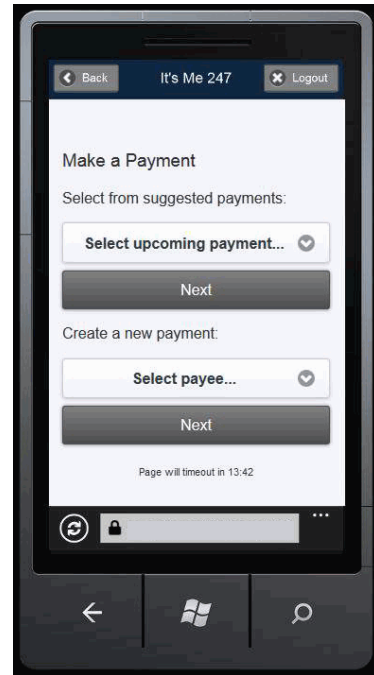 Back
It's Me 247
Logout
Make a Payment
Select from suggested payments:
Select upcoming payment...
Next
Create a new payment:
Select payee...
Next
Page will timeout in 13:42